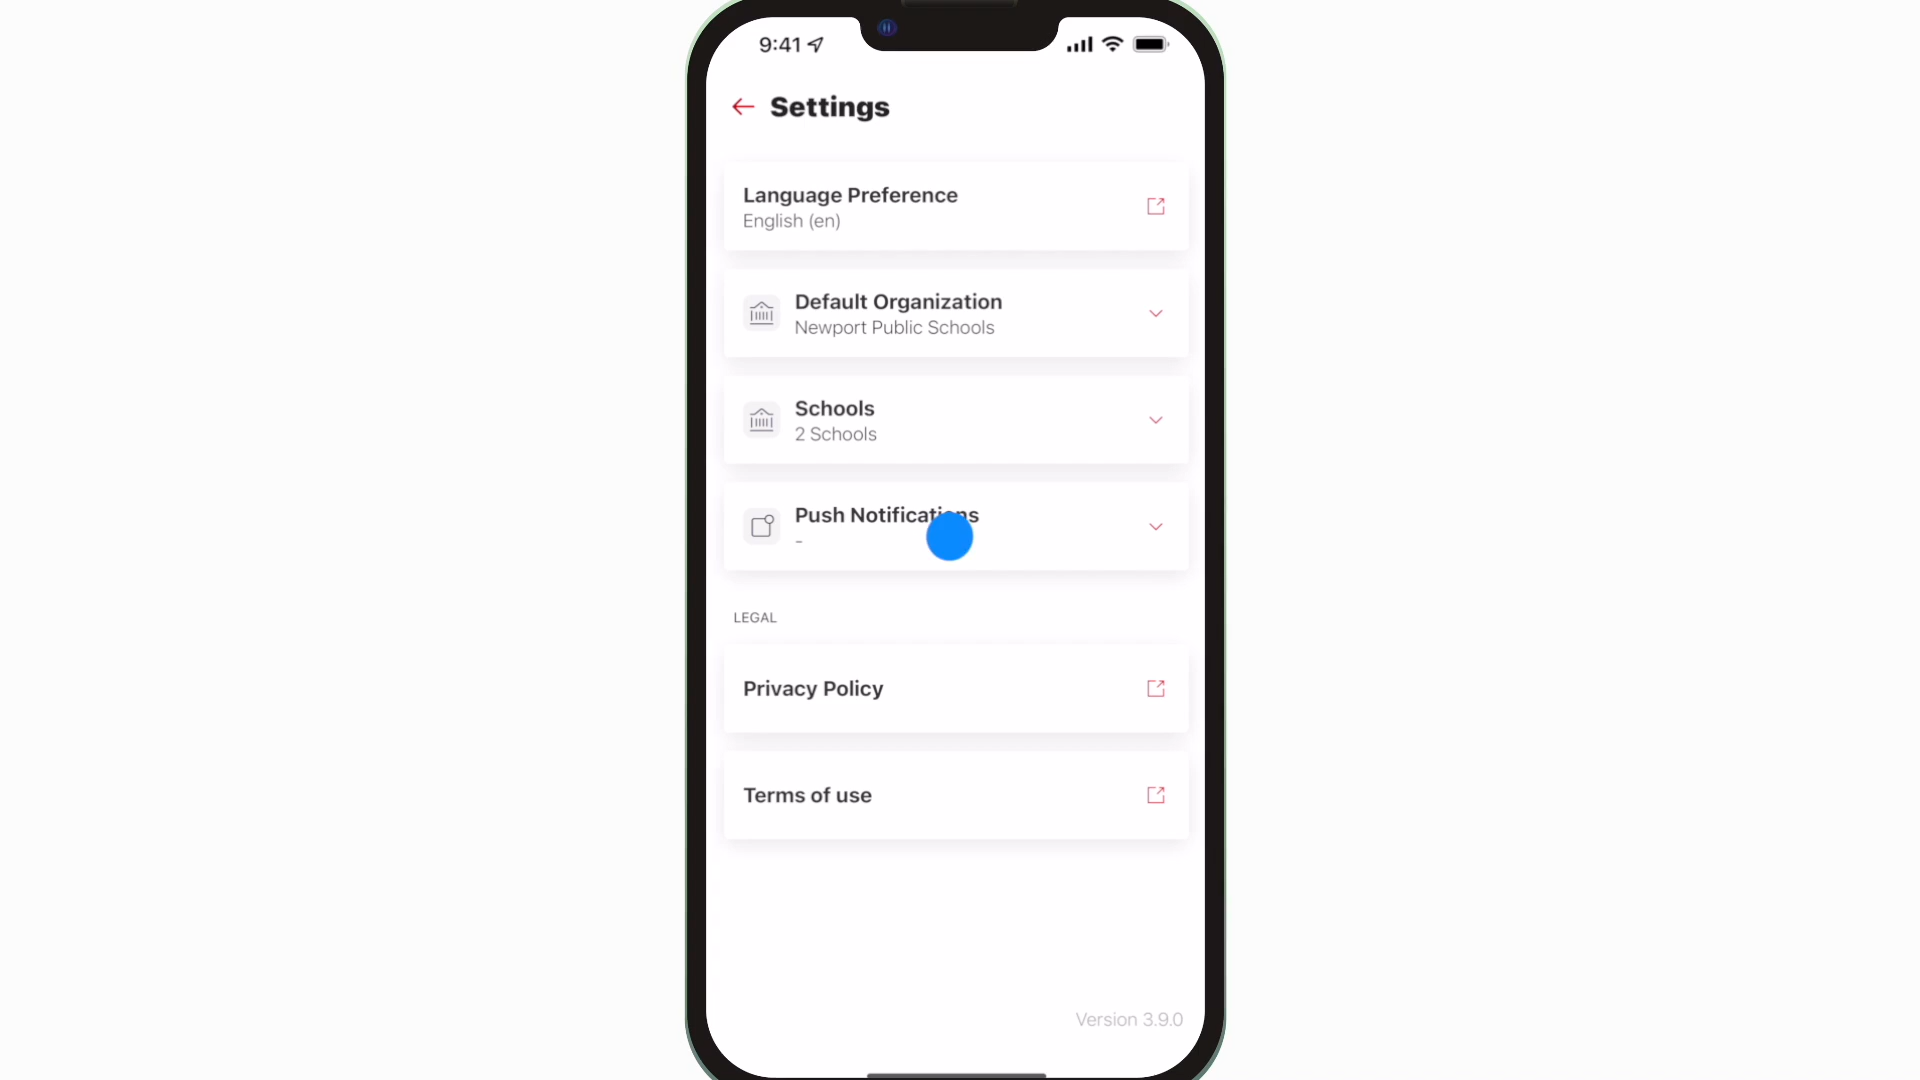 9:41
Settings
Language Preference
English (en)
Default Organization
Newport Public Schools
Schools
2 Schools
Push Notifications
-
LEGAL
Privacy Policy
Terms of use
Version 3.9.0